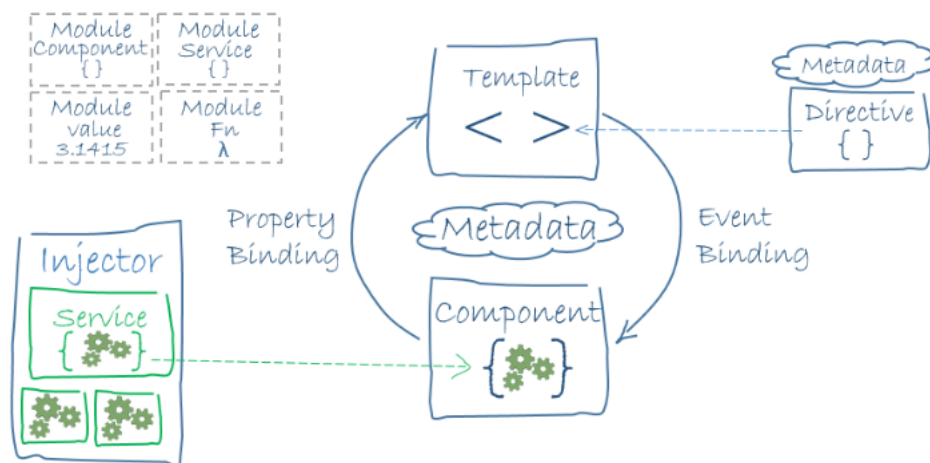 Module
Component
{ }
Module
Service
{ }
Module
value
3.1415
Module
Fn
λ
Template
< >
Metadata
Directive
{ }
Property
Binding
Metadata
Event
Binding
Injector
Service
{ }
Component
{ }